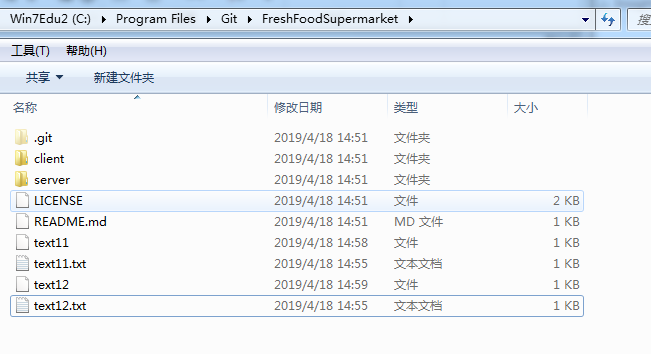 Win7Edu2 (C:) ▸ Program Files ▸ Git ▸ FreshFoodSupermarket ▸
工具(T) 帮助(H)
共享 新建文件夹
名称 修改日期 类型 大小
.git 2019/4/18 14:51 文件夹
client 2019/4/18 14:51 文件夹
server 2019/4/18 14:51 文件夹
LICENSE 2019/4/18 14:51 文件 2 KB
README.md 2019/4/18 14:51 MD 文件 1 KB
text11 2019/4/18 14:58 文件 1 KB
text11.txt 2019/4/18 14:55 文本文档 1 KB
text12 2019/4/18 14:59 文件 1 KB
text12.txt 2019/4/18 14:55 文本文档 1 KB